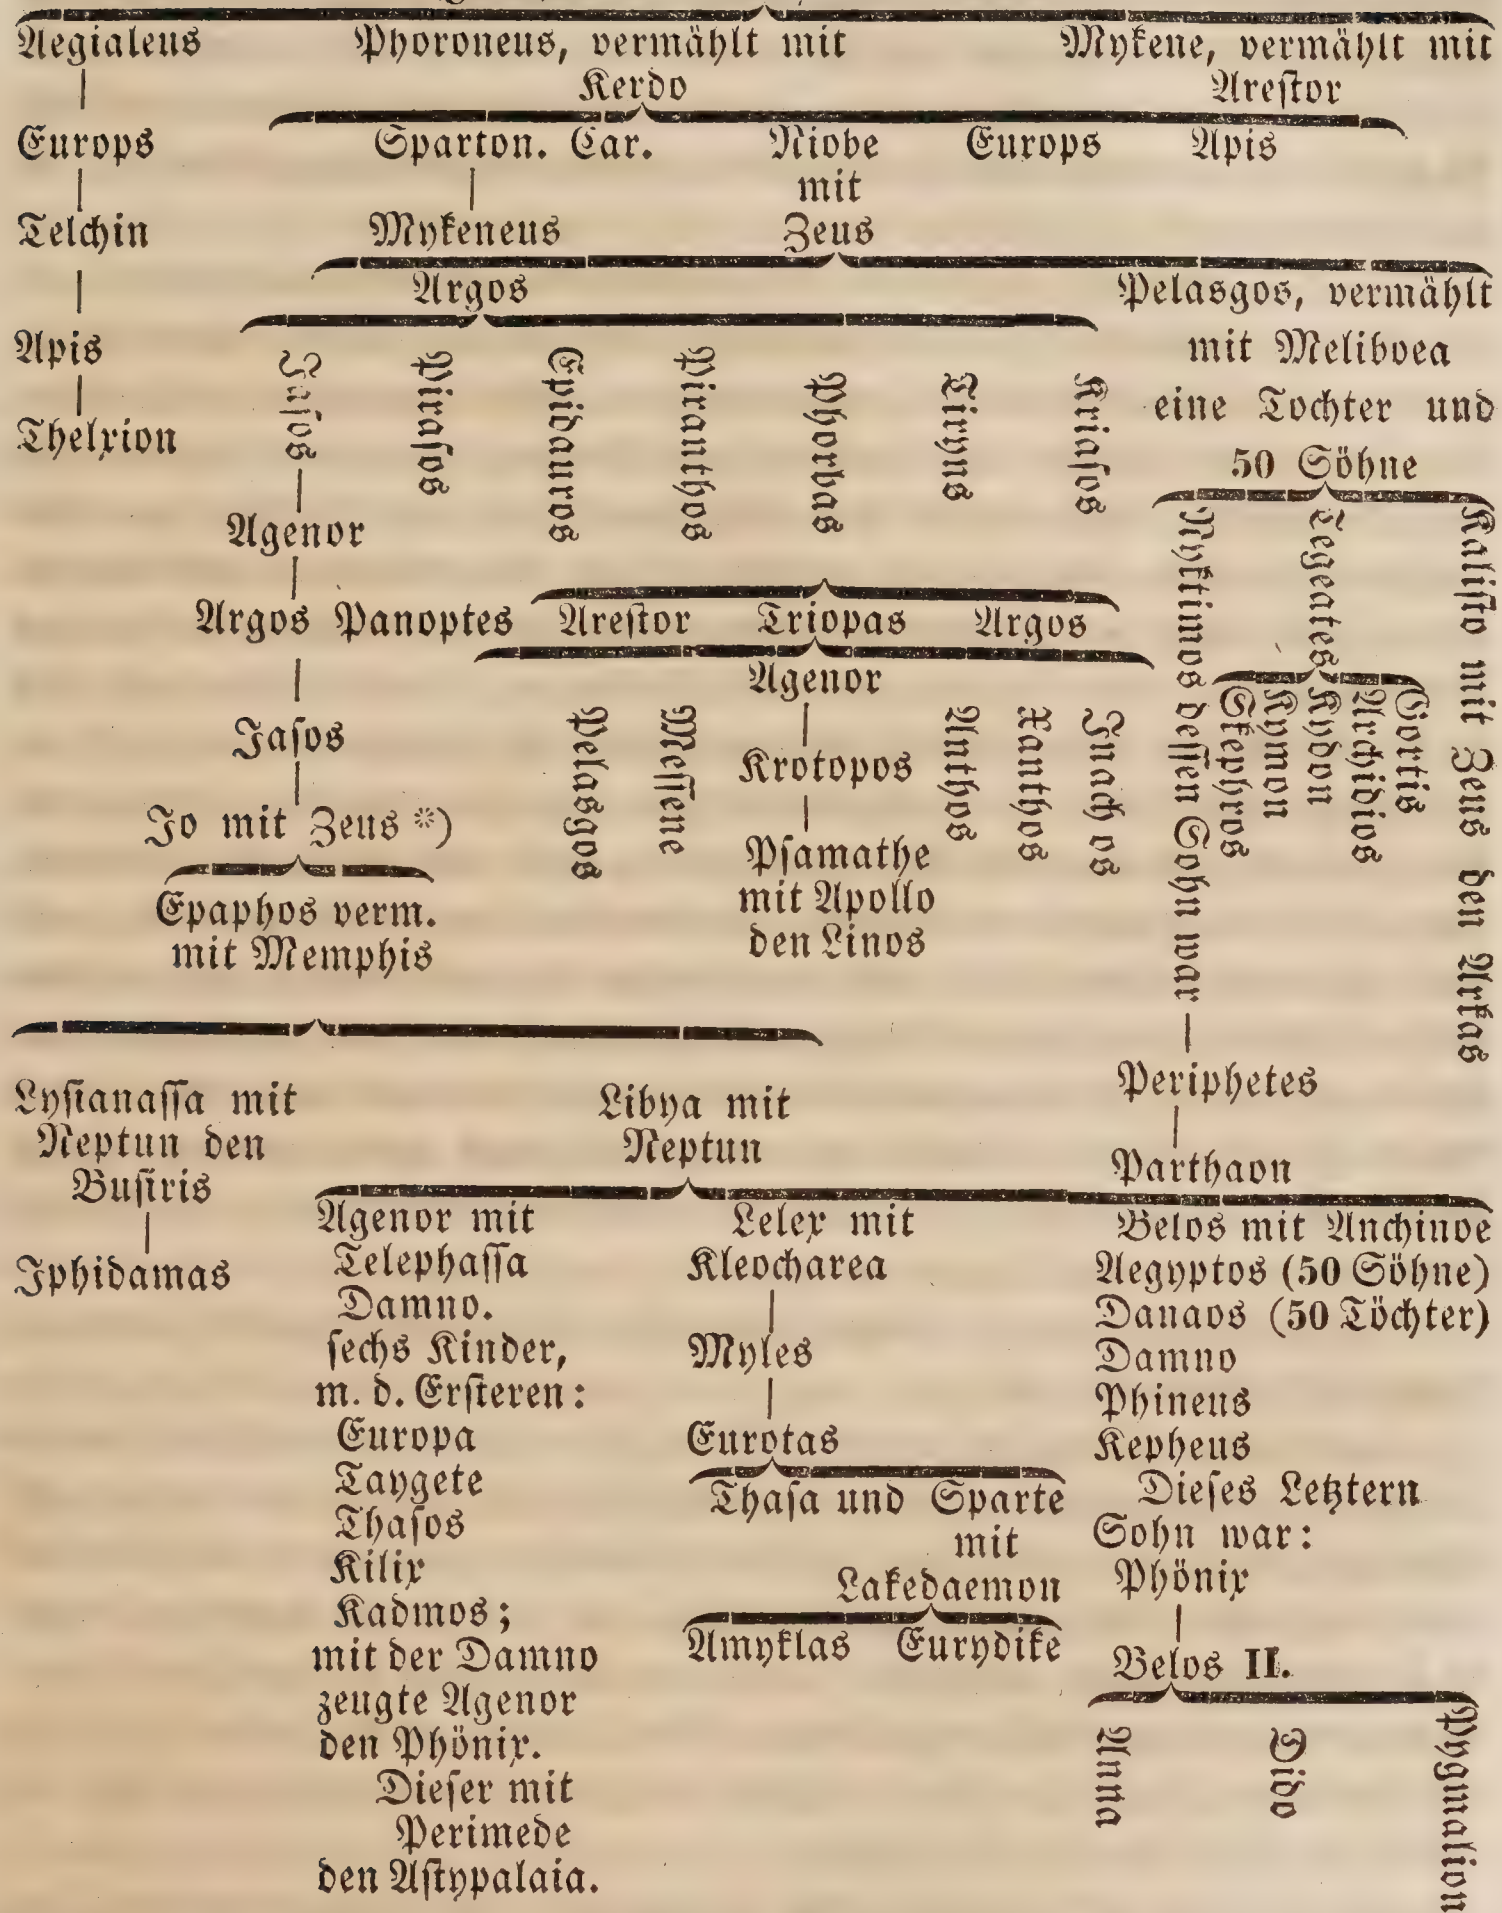 Aegialeus Phoroneus, vermählt mit Mykene, vermählt mit
Kerdo Areſtor
Europs Sparton. Car. Niobe Europs Apis
mit
Telchin Mykeneus Zeus
Argos Pelasgos, vermählt
Apis mit Meliboea
eine Tochter und
Thelxion 50 Söhne
Jaſos
Piraſos
Epidauros
Piranthos
Phorbas
Tiryns
Kriaſos
Agenor
Argos Panoptes Areſtor Triopas Argos
Agenor
Nyktimos deſſen Sohn war
Tegeates
Kaliſto mit Zeus den Arkas
Skephros
Kymon
Kydon
Archidios
Gortis
Jaſos
Pelasgos
Meſſene
Krotopos
Anthos
Xanthos
Jnachos
Jo mit Zeus *)
Pſamathe
mit Apollo
den Linos
Epaphos verm.
mit Memphis
Periphetes
Parthaon
Lyſianaſſa mit
Neptun den
Buſiris
Iphidamas
Libya mit
Neptun
Agenor mit
Telephaſſa
Damno.
ſechs Kinder,
m. d. Erſteren:
Europa
Taygete
Thaſos
Kilix
Kadmos;
mit der Damno
zeugte Agenor
den Phönix.
Dieſer mit
Perimede
den Aſtypalaia.
Lelex mit
Kleocharea
Myles
Eurotas
Thaſa und Sparte
mit
Lakedaemon
Amyklas Eurydike
Belos mit Anchinoe
Aegyptos (50 Söhne)
Danaos (50 Töchter)
Damno
Phineus
Kepheus
Dieſes Letztern
Sohn war:
Phönix
Belos II.
Anna
Dido
Pygmalion